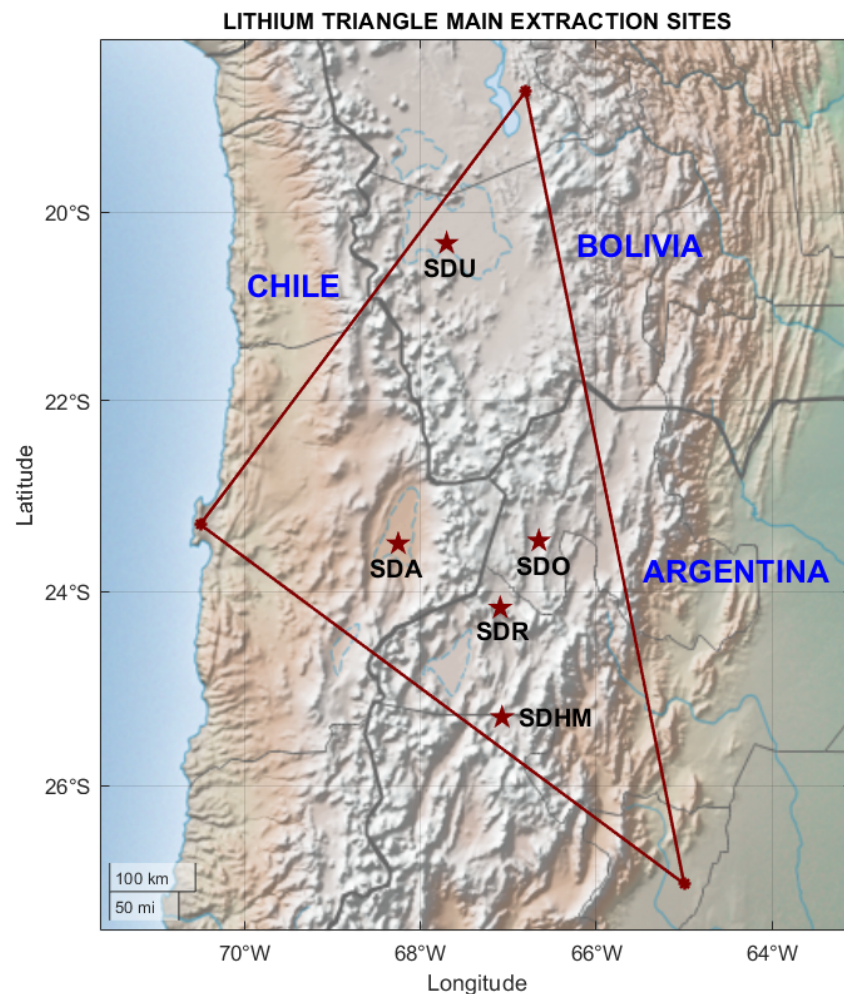 LITHIUM TRIANGLE MAIN EXTRACTION SITES
20°S
BOLIVIA
SDU
CHILE
22°S
Latitude
SDA
SDO
ARGENTINA
24°S
SDR
SDHM
26°S
100 km
50 mi
70°W
68°W
66°W
64°W
Longitude